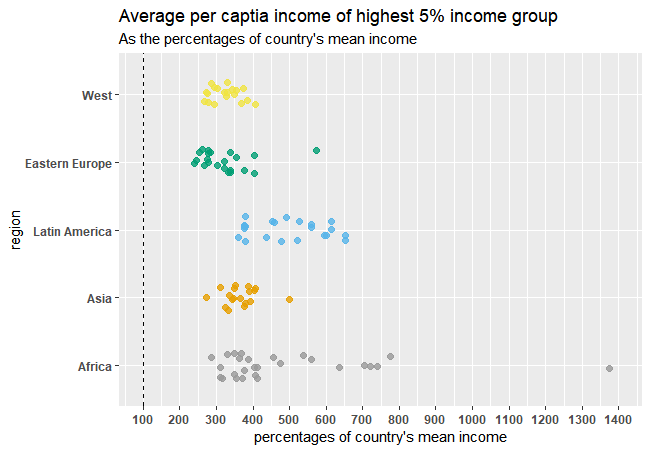 Average per captia income of highest 5% income group
As the percentages of country's mean income
West
Eastern Europe
Latin America
Asia
Africa
region
100 200 300 400 500 600 700 800 900 1000 1100 1200 1300 1400
percentages of country's mean income